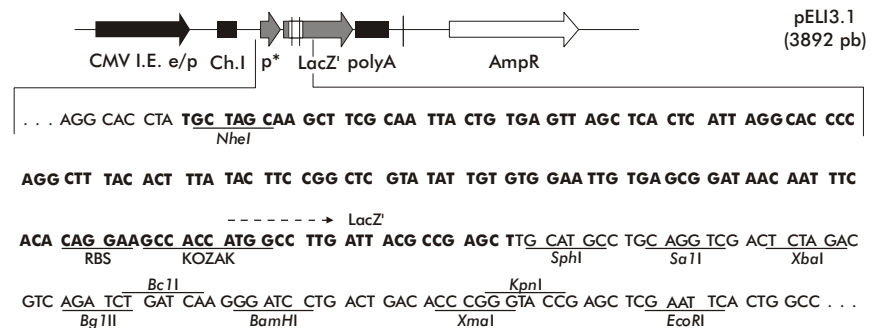 pELI3.1
(3892 pb)
CMV I.E. e/p Ch.I p* LacZ' polyA AmpR
. . . AGG CAC CTA TGC TAG CAA GCT TCG CAA TTA CTG TGA GTT AGC TCA CTC ATT AGG CAC CCC
NheI
AGG CTT TAC ACT TTA TAC TTC CGG CTC GTA TAT TGT GTG GAA TTG TGA GCG GAT AAC AAT TTC
LacZ'
ACA CAG GAA GCC ACC ATG GCC TTG ATT ACG CCG AGC TTG CAT GCC TGC AGG TCG ACT CTA GAC
RBS KOZAK SphI Sa1I XbaI
Bc1I KpnI
GTC AGA TCT GAT CAA GGG ATC CTG ACT GAC ACC CGG GTA CCG AGC TCG AAT TCA CTG GCC . . .
Bg1II BamHI XmaI EcoRI